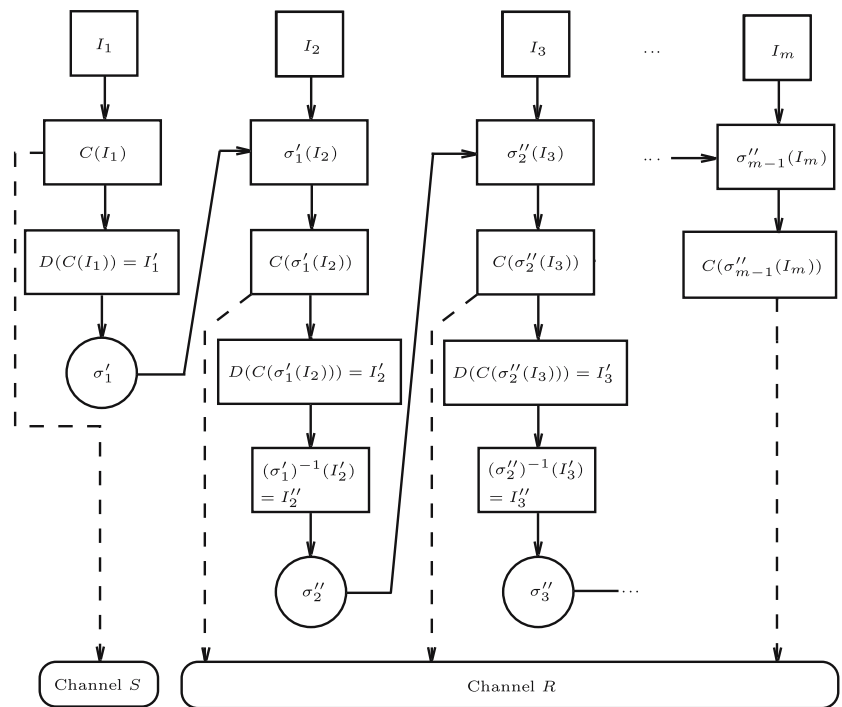 I₁
I₂
I₃
...
Iₘ
C(I₁)
σ′₁(I₂)
σ″₂(I₃)
...
σ″ₘ₋₁(Iₘ)
D(C(I₁)) = I′₁
C(σ′₁(I₂))
C(σ″₂(I₃))
C(σ″ₘ₋₁(Iₘ))
σ′₁
D(C(σ′₁(I₂))) = I′₂
D(C(σ″₂(I₃))) = I′₃
(σ′₁)⁻¹(I′₂)
= I″₂
(σ″₂)⁻¹(I′₃)
= I″₃
σ″₂
σ″₃
...
Channel S
Channel R